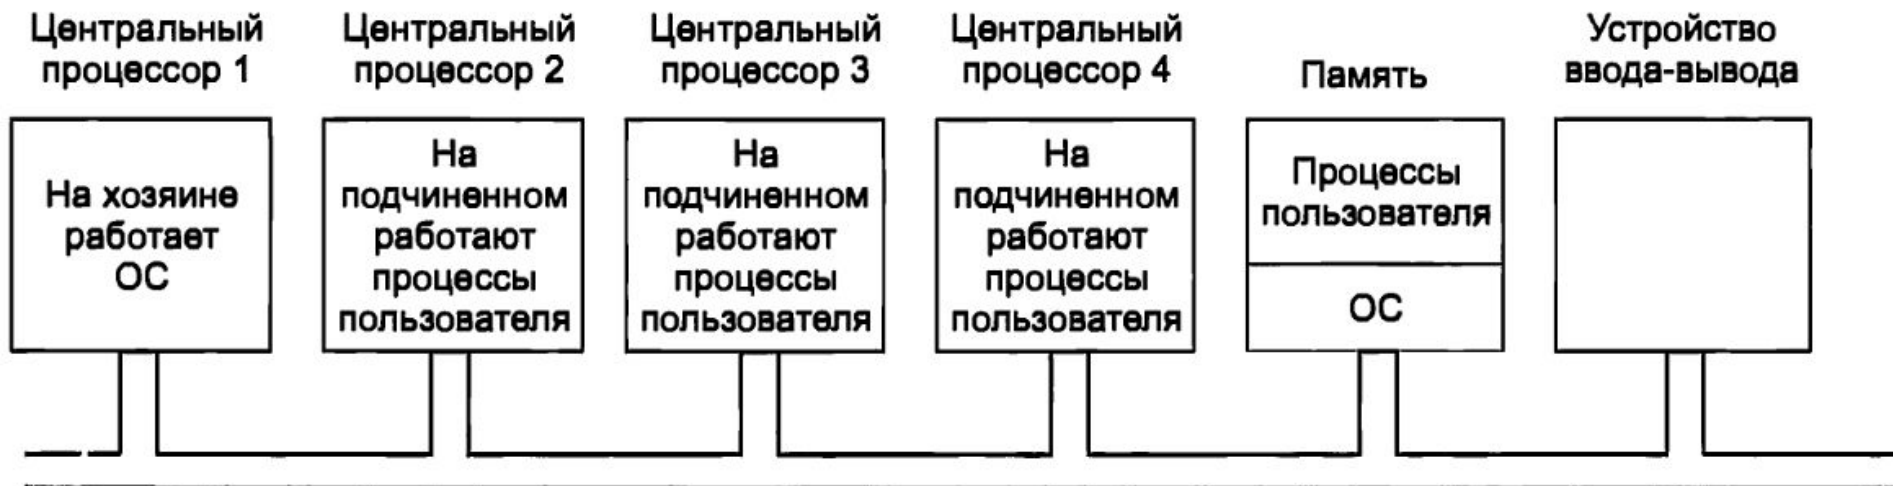 Центральный
процессор 1
Центральный
процессор 2
Центральный
процессор 3
Центральный
процессор 4
Память
Устройство
ввода-вывода
На хозяине
работает
ОС
На
подчиненном
работают
процессы
пользователя
На
подчиненном
работают
процессы
пользователя
На
подчиненном
работают
процессы
пользователя
Процессы
пользователя
ОС